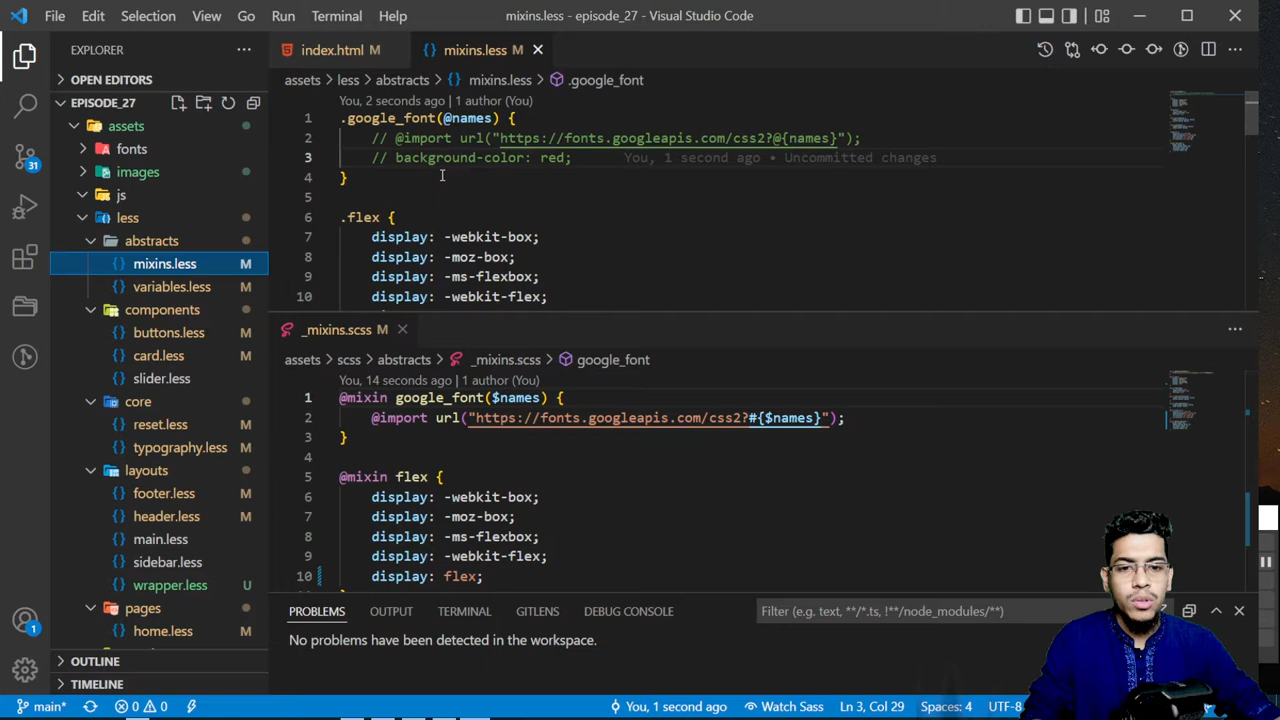 File Edit Selection View Go Run Terminal Help mixins.less - episode_27 - Visual Studio Code
EXPLORER
OPEN EDITORS
EPISODE_27
assets
fonts
images
js
less
abstracts
mixins.less M
variables.less M
components
buttons.less M
card.less M
slider.less
core
reset.less M
typography.less M
layouts
footer.less M
header.less M
main.less
sidebar.less
wrapper.less U
pages
home.less M
OUTLINE
TIMELINE
31
1
index.html M mixins.less M
assets > less > abstracts > mixins.less > .google_font
You, 2 seconds ago | 1 author (You)
1 .google_font(@names) {
2 // @import url("https://fonts.googleapis.com/css2?@{names}");
3 // background-color: red; You, 1 second ago • Uncommitted changes
4 }
5
6 .flex {
7 display: -webkit-box;
8 display: -moz-box;
9 display: -ms-flexbox;
10 display: -webkit-flex;
_mixins.scss M
assets > scss > abstracts > _mixins.scss > google_font
You, 14 seconds ago | 1 author (You)
1 @mixin google_font($names) {
2 @import url("https://fonts.googleapis.com/css2?#{$names}");
3 }
4
5 @mixin flex {
6 display: -webkit-box;
7 display: -moz-box;
8 display: -ms-flexbox;
9 display: -webkit-flex;
10 display: flex;
PROBLEMS OUTPUT TERMINAL GITLENS DEBUG CONSOLE Filter (e.g. text, **/*.ts, !**/node_modules/**)
No problems have been detected in the workspace.
main* 0 0 You, 1 second ago Watch Sass Ln 3, Col 29 Spaces: 4 UTF-8